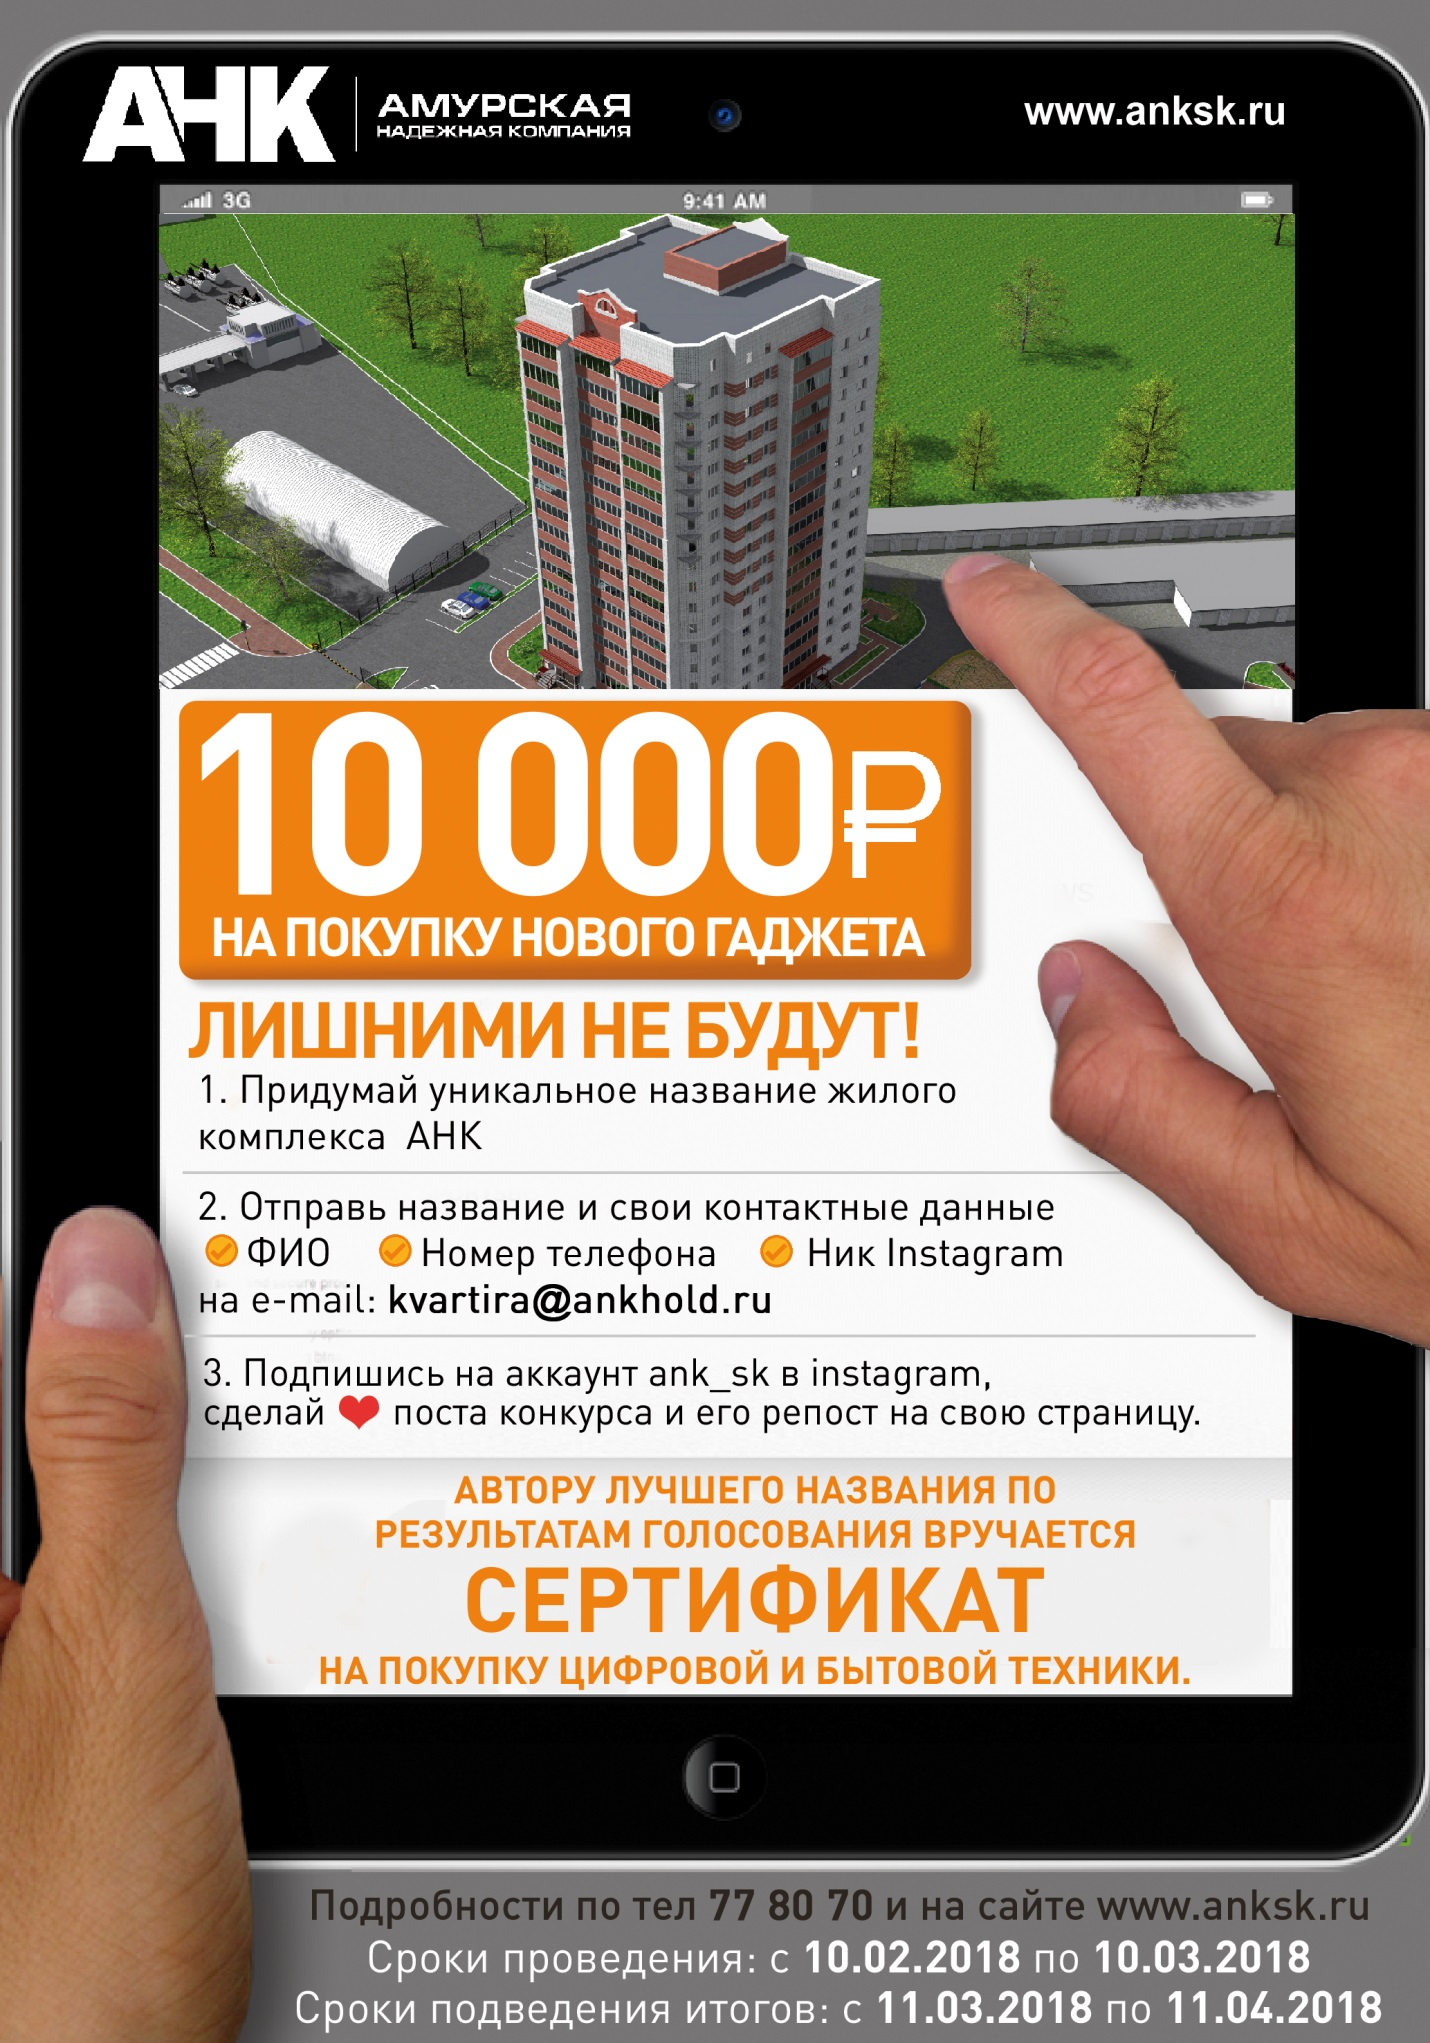 АНК
АМУРСКАЯ
НАДЕЖНАЯ КОМПАНИЯ
www.anksk.ru
3G
9:41 AM
10 000₽
НА ПОКУПКУ НОВОГО ГАДЖЕТА
ЛИШНИМИ НЕ БУДУТ!
1. Придумай уникальное название жилого
комплекса АНК
2. Отправь название и свои контактные данные
ФИО Номер телефона Ник Instagram
на e-mail: kvartira@ankhold.ru
3. Подпишись на аккаунт ank_sk в instagram,
сделай ❤ поста конкурса и его репост на свою страницу.
АВТОРУ ЛУЧШЕГО НАЗВАНИЯ ПО
РЕЗУЛЬТАТАМ ГОЛОСОВАНИЯ ВРУЧАЕТСЯ
СЕРТИФИКАТ
НА ПОКУПКУ ЦИФРОВОЙ И БЫТОВОЙ ТЕХНИКИ.
Подробности по тел 77 80 70 и на сайте www.anksk.ru
Сроки проведения: с 10.02.2018 по 10.03.2018
Сроки подведения итогов: с 11.03.2018 по 11.04.2018